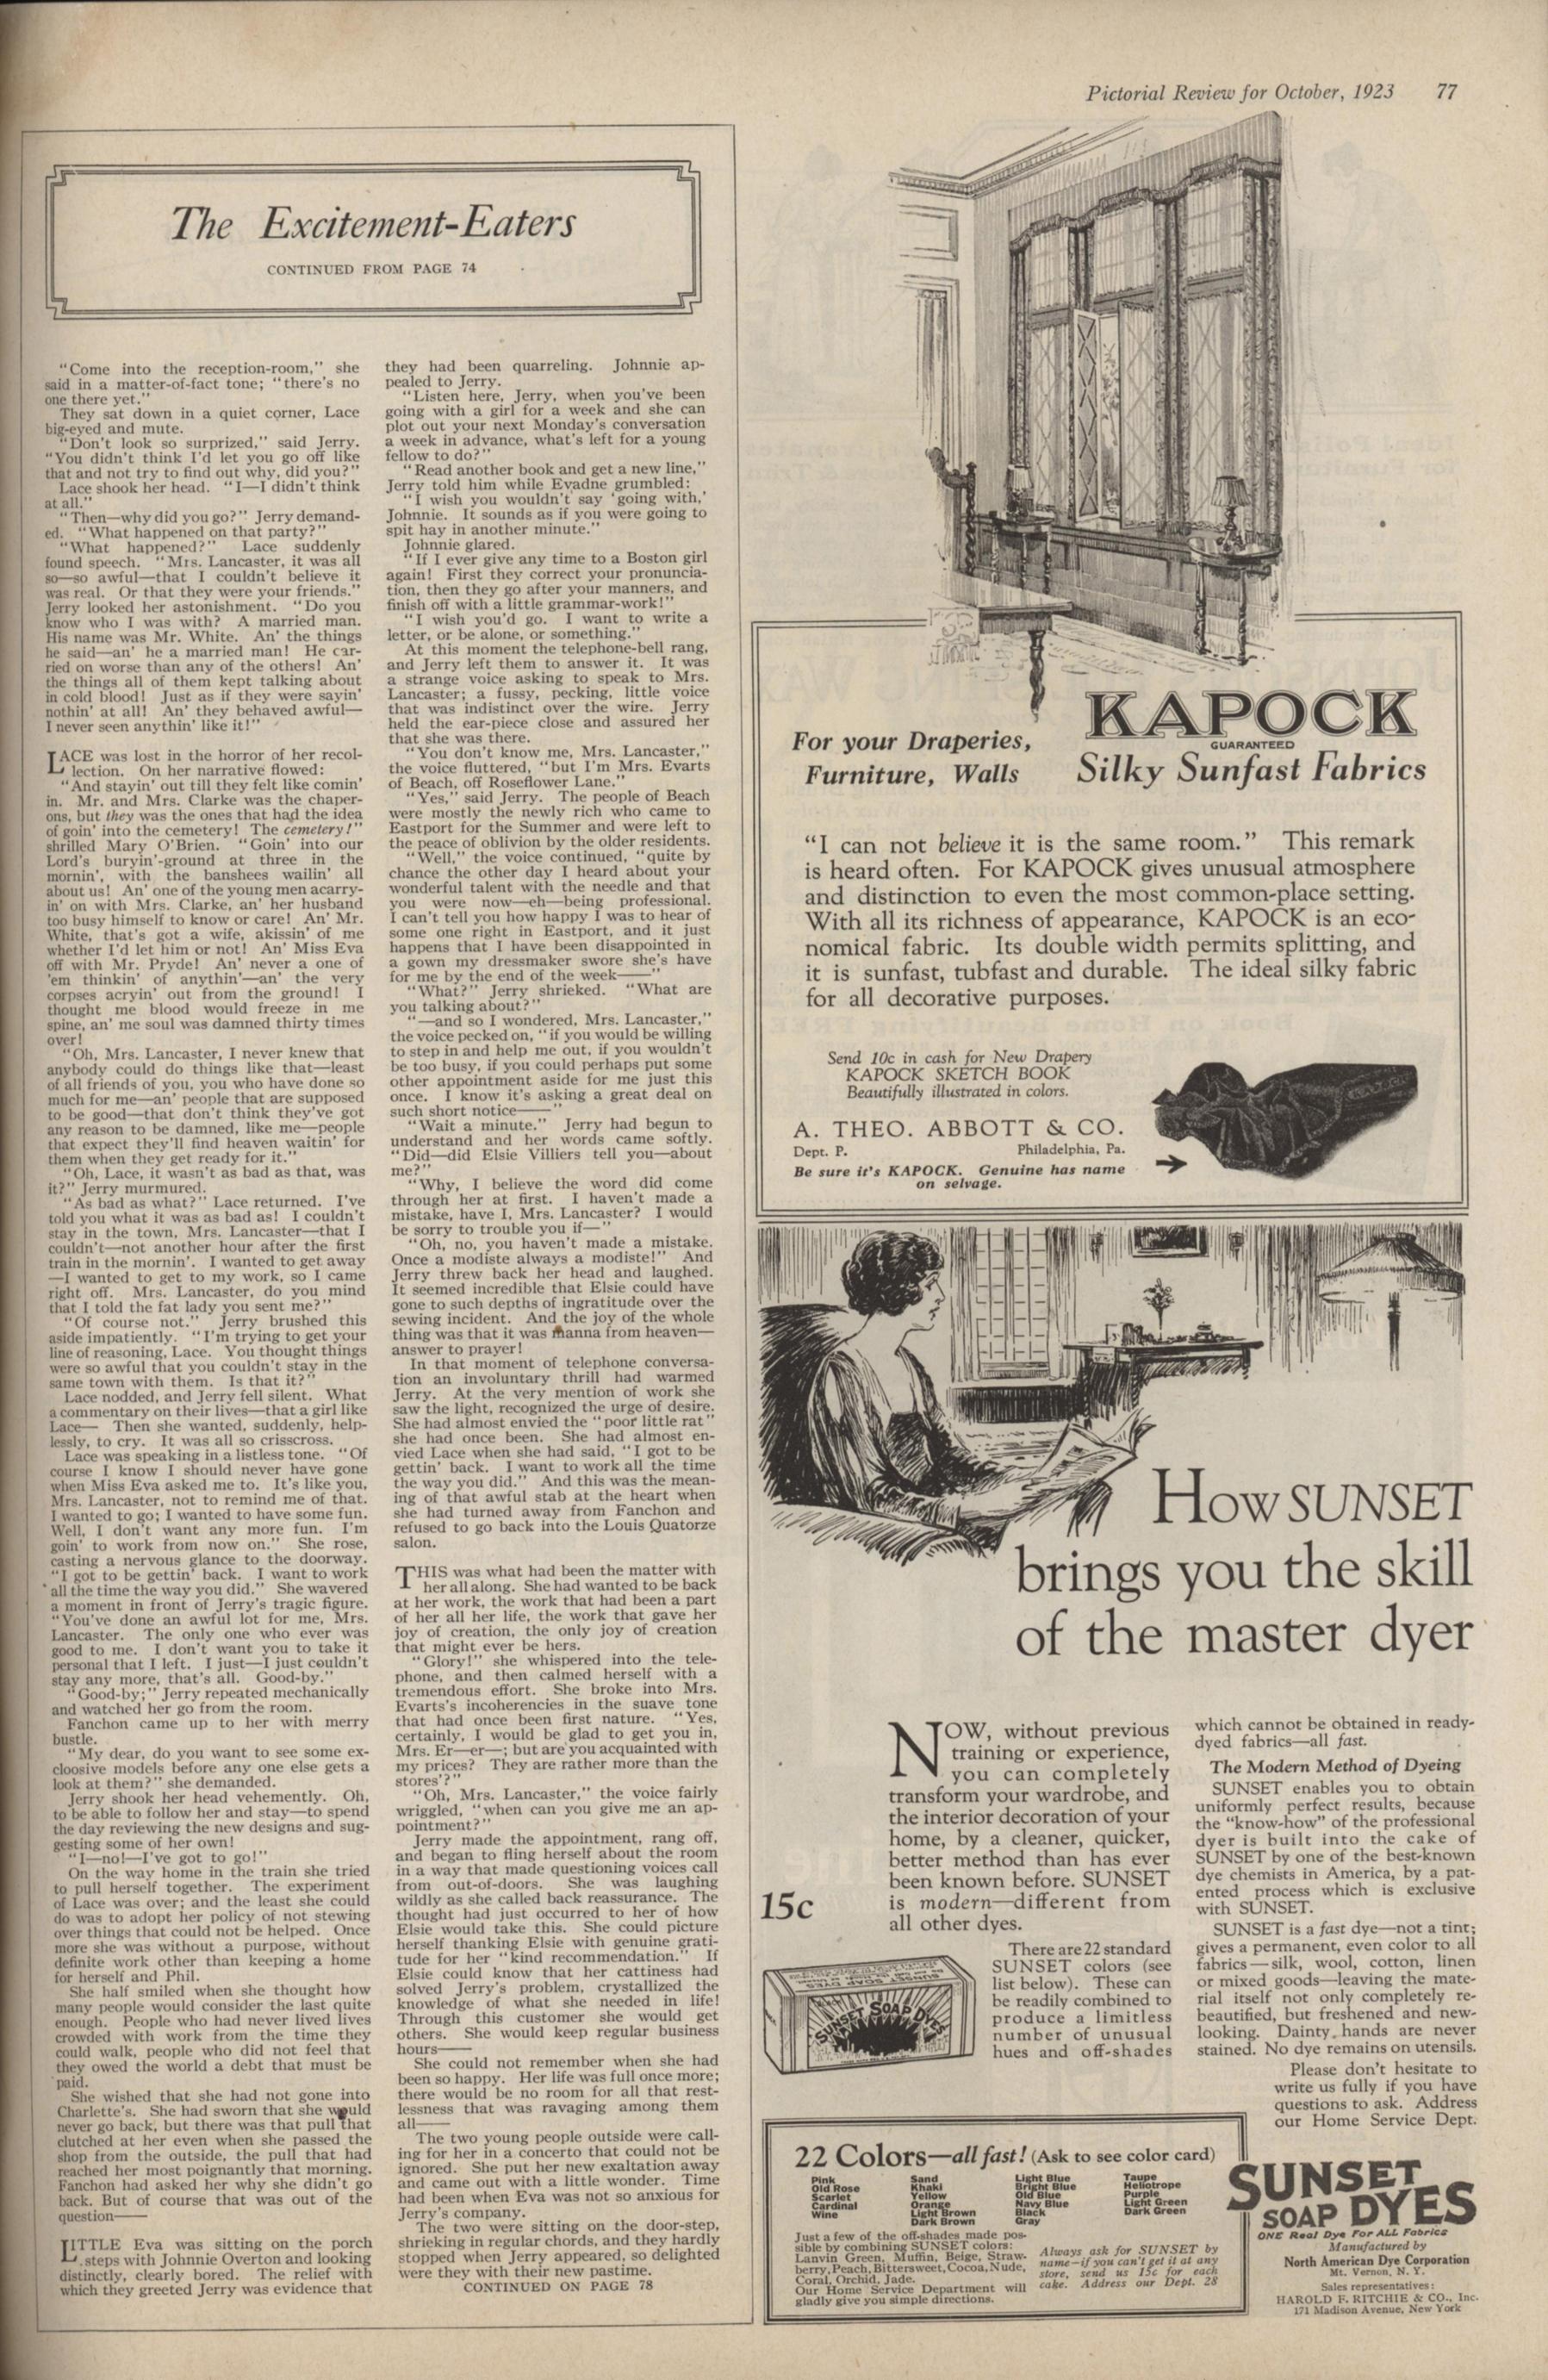 Pictorial Review for October, 1923 77
The Excitement-Eaters
CONTINUED FROM PAGE 74
"Come into the reception-room," she
said in a matter-of-fact tone; "there's no
one there yet."
They sat down in a quiet corner, Lace
big-eyed and mute.
"Don't look so surprized," said Jerry.
"You didn't think I'd let you go off like
that and not try to find out why, did you?"
Lace shook her head. "I—I didn't think
at all."
"Then—why did you go?" Jerry demand-
ed. "What happened on that party?"
"What happened?" Lace suddenly
found speech. "Mrs. Lancaster, it was all
so—so awful—that I couldn't believe it
was real. Or that they were your friends."
Jerry looked her astonishment. "Do you
know who I was with? A married man.
His name was Mr. White. An' the things
he said—an' he a married man! He car-
ried on worse than any of the others! An'
the things all of them kept talking about
in cold blood! Just as if they were sayin'
nothin' at all! An' they behaved awful—
I never seen anythin' like it!"
LACE was lost in the horror of her recol-
lection. On her narrative flowed:
"And stayin' out till they felt like comin'
in. Mr. and Mrs. Clarke was the chaper-
ons, but they was the ones that had the idea
of goin' into the cemetery! The cemetery!"
shrilled Mary O'Brien. "Goin' into our
Lord's buryin'-ground at three in the
mornin', with the banshees wailin' all
about us! An' one of the young men acarry-
in' on with Mrs. Clarke, an' her husband
too busy himself to know or care! An' Mr.
White, that's got a wife, akissin' of me
whether I'd let him or not! An' Miss Eva
off with Mr. Pryde! An' never a one of
'em thinkin' of anythin'—an' the very
corpses acryin' out from the ground! I
thought me blood would freeze in me
spine, an' me soul was damned thirty times
over!
"Oh, Mrs. Lancaster, I never knew that
anybody could do things like that—least
of all friends of you, you who have done so
much for me—an' people that are supposed
to be good—that don't think they've got
any reason to be damned, like me—people
that expect they'll find heaven waitin' for
them when they get ready for it."
"Oh, Lace, it wasn't as bad as that, was
it?" Jerry murmured.
"As bad as what?" Lace returned. I've
told you what it was as bad as! I couldn't
stay in the town, Mrs. Lancaster—that I
couldn't—not another hour after the first
train in the mornin'. I wanted to get away
—I wanted to get to my work, so I came
right off. Mrs. Lancaster, do you mind
that I told the fat lady you sent me?"
"Of course not." Jerry brushed this
aside impatiently. "I'm trying to get your
line of reasoning, Lace. You thought things
were so awful that you couldn't stay in the
same town with them. Is that it?"
Lace nodded, and Jerry fell silent. What
a commentary on their lives—that a girl like
Lace— Then she wanted, suddenly, help-
lessly, to cry. It was all so crisscross.
Lace was speaking in a listless tone. "Of
course I know I should never have gone
when Miss Eva asked me to. It's like you,
Mrs. Lancaster, not to remind me of that.
I wanted to go; I wanted to have some fun.
Well, I don't want any more fun. I'm
goin' to work from now on." She rose,
casting a nervous glance to the doorway.
"I got to be gettin' back. I want to work
all the time the way you did." She wavered
a moment in front of Jerry's tragic figure.
"You've done an awful lot for me, Mrs.
Lancaster. The only one who ever was
good to me. I don't want you to take it
personal that I left. I just—I just couldn't
stay any more, that's all. Good-by."
"Good-by;" Jerry repeated mechanically
and watched her go from the room.
Fanchon came up to her with merry
bustle.
"My dear, do you want to see some ex-
cloosive models before any one else gets a
look at them?" she demanded.
Jerry shook her head vehemently. Oh,
to be able to follow her and stay—to spend
the day reviewing the new designs and sug-
gesting some of her own!
"I—no!—I've got to go!"
On the way home in the train she tried
to pull herself together. The experiment
of Lace was over; and the least she could
do was to adopt her policy of not stewing
over things that could not be helped. Once
more she was without a purpose, without
definite work other than keeping a home
for herself and Phil.
She half smiled when she thought how
many people would consider the last quite
enough. People who had never lived lives
crowded with work from the time they
could walk, people who did not feel that
they owed the world a debt that must be
paid.
She wished that she had not gone into
Charlette's. She had sworn that she would
never go back, but there was that pull that
clutched at her even when she passed the
shop from the outside, the pull that had
reached her most poignantly that morning.
Fanchon had asked her why she didn't go
back. But of course that was out of the
question——
LITTLE Eva was sitting on the porch
steps with Johnnie Overton and looking
distinctly, clearly bored. The relief with
which they greeted Jerry was evidence that
they had been quarreling. Johnnie ap-
pealed to Jerry.
"Listen here, Jerry, when you've been
going with a girl for a week and she can
plot out your next Monday's conversation
a week in advance, what's left for a young
fellow to do?"
"Read another book and get a new line,"
Jerry told him while Evadne grumbled:
"I wish you wouldn't say 'going with,'
Johnnie. It sounds as if you were going to
spit hay in another minute."
Johnnie glared.
"If I ever give any time to a Boston girl
again! First they correct your pronuncia-
tion, then they go after your manners, and
finish off with a little grammar-work!"
"I wish you'd go. I want to write a
letter, or be alone, or something."
At this moment the telephone-bell rang,
and Jerry left them to answer it. It was
a strange voice asking to speak to Mrs.
Lancaster; a fussy, pecking, little voice
that was indistinct over the wire. Jerry
held the ear-piece close and assured her
that she was there.
"You don't know me, Mrs. Lancaster,"
the voice fluttered, "but I'm Mrs. Evarts
of Beach, off Roseflower Lane."
"Yes," said Jerry. The people of Beach
were mostly the newly rich who came to
Eastport for the Summer and were left to
the peace of oblivion by the older residents.
"Well," the voice continued, "quite by
chance the other day I heard about your
wonderful talent with the needle and that
you were now—eh—being professional.
I can't tell you how happy I was to hear of
some one right in Eastport, and it just
happens that I have been disappointed in
a gown my dressmaker swore she's have
for me by the end of the week——"
"What?" Jerry shrieked. "What are
you talking about?"
"—and so I wondered, Mrs. Lancaster,"
the voice pecked on, "if you would be willing
to step in and help me out, if you wouldn't
be too busy, if you could perhaps put some
other appointment aside for me just this
once. I know it's asking a great deal on
such short notice——"
"Wait a minute." Jerry had begun to
understand and her words came softly.
"Did—did Elsie Villiers tell you—about
me?"
"Why, I believe the word did come
through her at first. I haven't made a
mistake, have I, Mrs. Lancaster? I would
be sorry to trouble you if—"
"Oh, no, you haven't made a mistake.
Once a modiste always a modiste!" And
Jerry threw back her head and laughed.
It seemed incredible that Elsie could have
gone to such depths of ingratitude over the
sewing incident. And the joy of the whole
thing was that it was manna from heaven—
answer to prayer!
In that moment of telephone conversa-
tion an involuntary thrill had warmed
Jerry. At the very mention of work she
saw the light, recognized the urge of desire.
She had almost envied the "poor little rat"
she had once been. She had almost en-
vied Lace when she had said, "I got to be
gettin' back. I want to work all the time
the way you did." And this was the mean-
ing of that awful stab at the heart when
she had turned away from Fanchon and
refused to go back into the Louis Quatorze
salon.
THIS was what had been the matter with
her all along. She had wanted to be back
at her work, the work that had been a part
of her all her life, the work that gave her
joy of creation, the only joy of creation
that might ever be hers.
"Glory!" she whispered into the tele-
phone, and then calmed herself with a
tremendous effort. She broke into Mrs.
Evarts's incoherencies in the suave tone
that had once been first nature. "Yes,
certainly, I would be glad to get you in,
Mrs. Er—er—; but are you acquainted with
my prices? They are rather more than the
stores'?"
"Oh, Mrs. Lancaster," the voice fairly
wriggled, "when can you give me an ap-
pointment?"
Jerry made the appointment, rang off,
and began to fling herself about the room
in a way that made questioning voices call
from out-of-doors. She was laughing
wildly as she called back reassurance. The
thought had just occurred to her of how
Elsie would take this. She could picture
herself thanking Elsie with genuine grati-
tude for her "kind recommendation." If
Elsie could know that her cattiness had
solved Jerry's problem, crystallized the
knowledge of what she needed in life!
Through this customer she would get
others. She would keep regular business
hours——
She could not remember when she had
been so happy. Her life was full once more;
there would be no room for all that rest-
lessness that was ravaging among them
all——
The two young people outside were call-
ing for her in a concerto that could not be
ignored. She put her new exaltation away
and came out with a little wonder. Time
had been when Eva was not so anxious for
Jerry's company.
The two were sitting on the door-step,
shrieking in regular chords, and they hardly
stopped when Jerry appeared, so delighted
were they with their new pastime.
CONTINUED ON PAGE 78
For your Draperies,
Furniture, Walls
KAPOCK
GUARANTEED
Silky Sunfast Fabrics
"I can not believe it is the same room." This remark
is heard often. For KAPOCK gives unusual atmosphere
and distinction to even the most common-place setting.
With all its richness of appearance, KAPOCK is an eco-
nomical fabric. Its double width permits splitting, and
it is sunfast, tubfast and durable. The ideal silky fabric
for all decorative purposes.
Send 10c in cash for New Drapery
KAPOCK SKETCH BOOK
Beautifully illustrated in colors.
A. THEO. ABBOTT & CO.
Dept. P. Philadelphia, Pa.
Be sure it's KAPOCK. Genuine has name
on selvage.
KAPOCK
How SUNSET
brings you the skill
of the master dyer
NOW, without previous
training or experience,
you can completely
transform your wardrobe, and
the interior decoration of your
home, by a cleaner, quicker,
better method than has ever
been known before. SUNSET
is modern—different from
all other dyes.
15c
There are 22 standard
SUNSET colors (see
list below). These can
be readily combined to
produce a limitless
number of unusual
hues and off-shades
SUNSET SOAP DYES
which cannot be obtained in ready-
dyed fabrics—all fast.
The Modern Method of Dyeing
SUNSET enables you to obtain
uniformly perfect results, because
the "know-how" of the professional
dyer is built into the cake of
SUNSET by one of the best-known
dye chemists in America, by a pat-
ented process which is exclusive
with SUNSET.
SUNSET is a fast dye—not a tint;
gives a permanent, even color to all
fabrics—silk, wool, cotton, linen
or mixed goods—leaving the mate-
rial itself not only completely re-
beautified, but freshened and new-
looking. Dainty hands are never
stained. No dye remains on utensils.
Please don't hesitate to
write us fully if you have
questions to ask. Address
our Home Service Dept.
22 Colors—all fast! (Ask to see color card)
Pink
Old Rose
Scarlet
Cardinal
Wine
Sand
Khaki
Yellow
Orange
Light Brown
Dark Brown
Light Blue
Bright Blue
Old Blue
Navy Blue
Black
Gray
Taupe
Heliotrope
Purple
Light Green
Dark Green
Just a few of the off-shades made pos-
sible by combining SUNSET colors:
Lanvin Green, Muffin, Beige, Straw-
berry, Peach, Bittersweet, Cocoa, Nude,
Coral, Orchid, Jade.
Our Home Service Department will
gladly give you simple directions.
Always ask for SUNSET by
name—if you can't get it at any
store, send us 15c for each
cake. Address our Dept. 28
SUNSET
SOAP DYES
ONE Real Dye For ALL Fabrics
Manufactured by
North American Dye Corporation
Mt. Vernon, N. Y.
Sales representatives:
HAROLD F. RITCHIE & CO., Inc.
171 Madison Avenue, New York